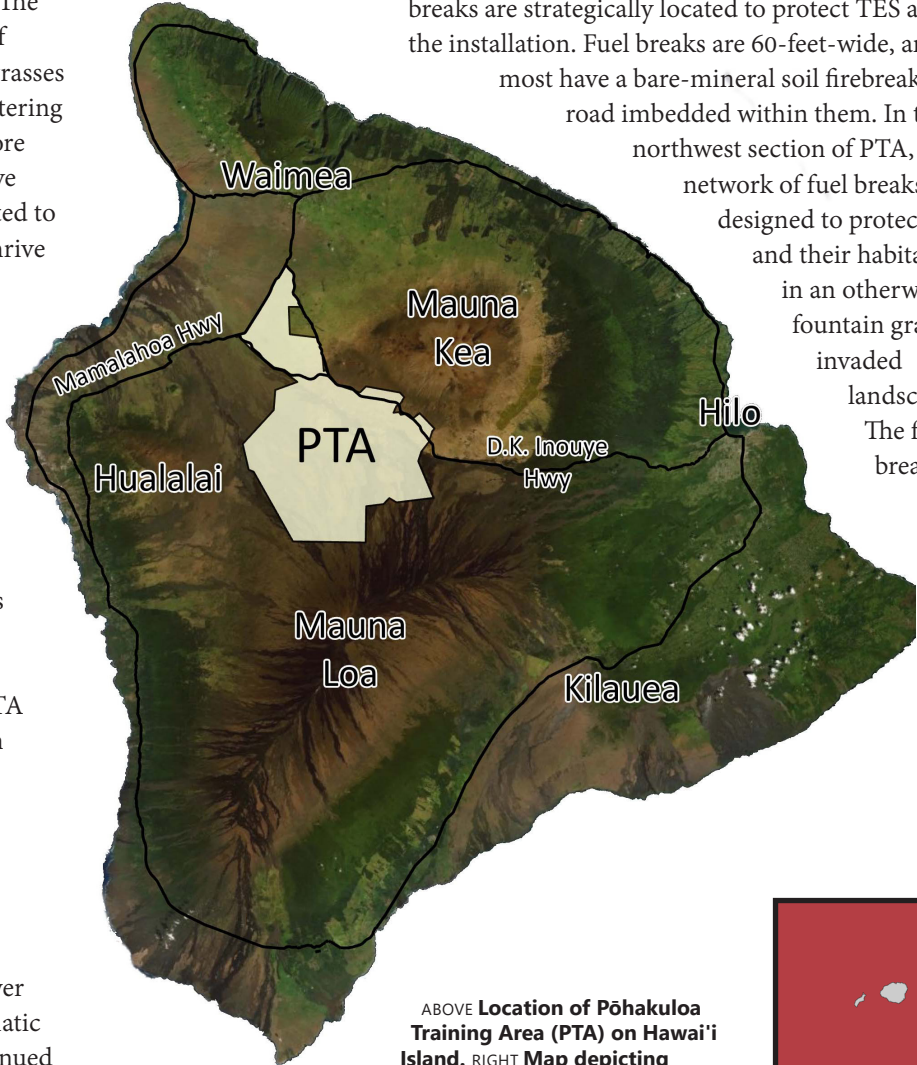 The
f
rasses
tering
ore
ve
ted to
hrive
s
TA
n
ver
natic
nued
breaks are strategically located to protect TES a
the installation. Fuel breaks are 60-feet-wide, an
most have a bare-mineral soil firebreak
road imbedded within them. In t
northwest section of PTA,
network of fuel breaks
designed to protec
and their habita
in an otherw
fountain gra
invaded
landsc
The f
brea
Waimea
Mauna
Kea
Mamalahoa Hwy
Hilo
PTA
D.K. Inouye
Hwy
Hualalai
Mauna
Loa
Kilauea
ABOVE Location of Pōhakuloa
Training Area (PTA) on Hawai'i
Island. RIGHT Map depicting